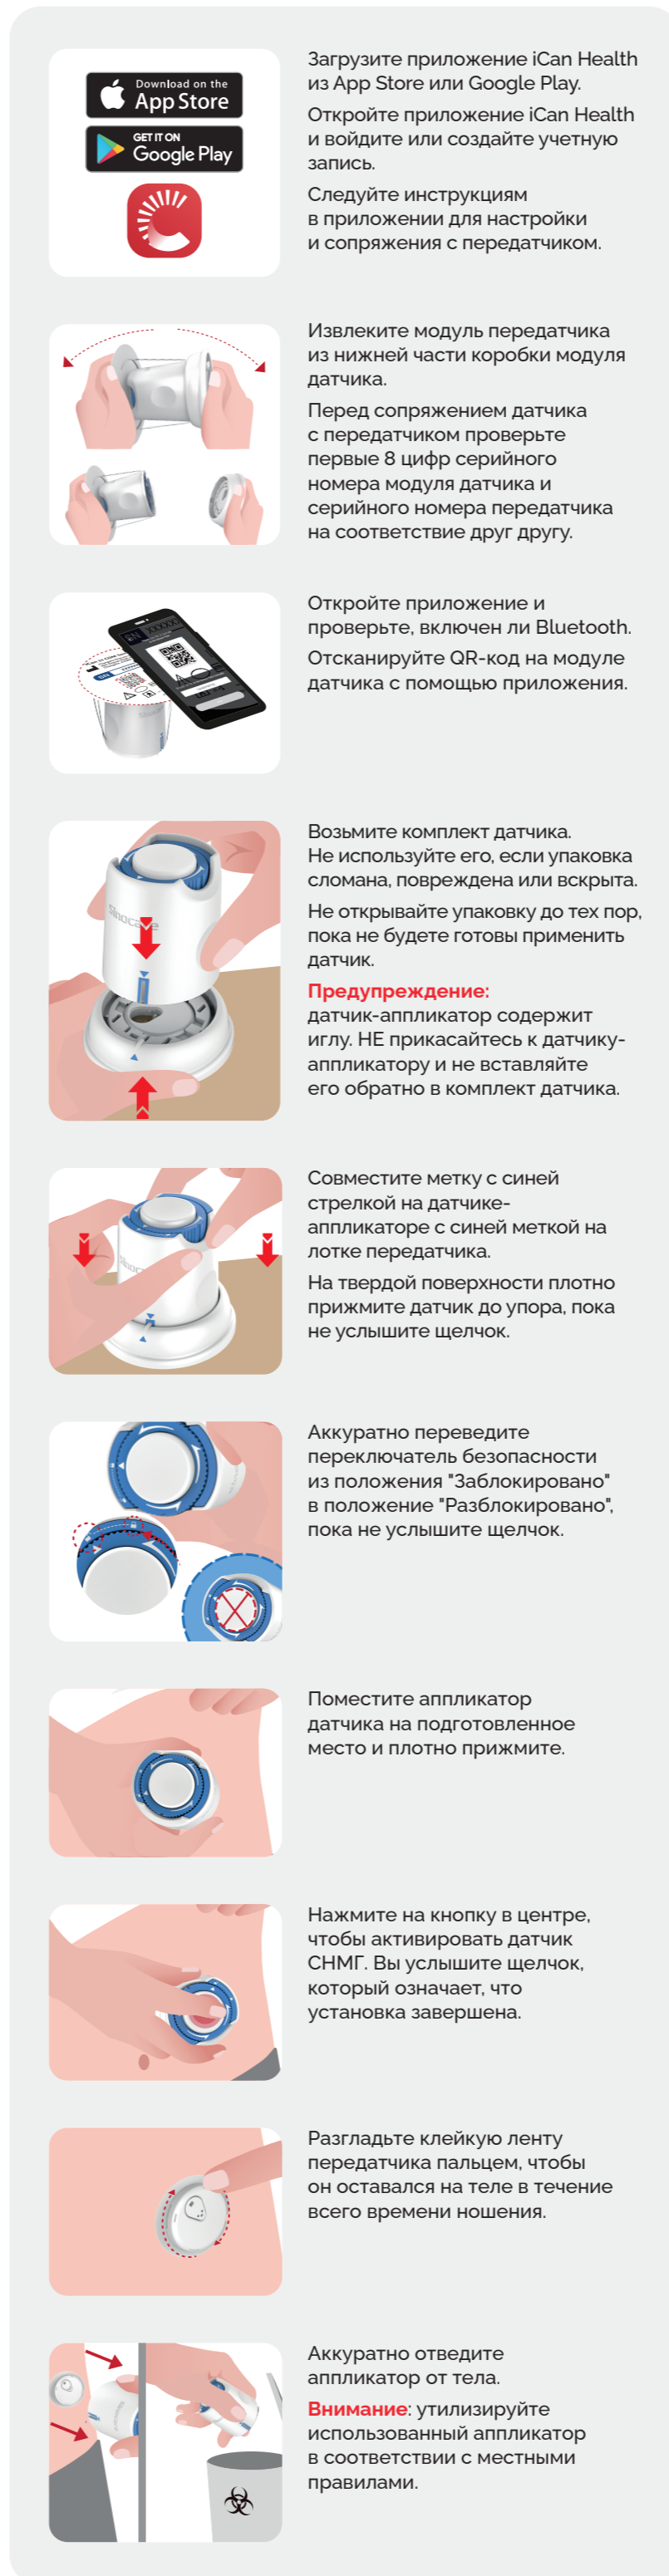 Download on the
App Store
GET IT ON
Google Play
Загрузите приложение iCan Health
из App Store или Google Play.
Откройте приложение iCan Health
и войдите или создайте учетную
запись.
Следуйте инструкциям
в приложении для настройки
и сопряжения с передатчиком.
Извлеките модуль передатчика
из нижней части коробки модуля
датчика.
Перед сопряжением датчика
с передатчиком проверьте
первые 8 цифр серийного
номера модуля датчика и
серийного номера передатчика
на соответствие друг другу.
Откройте приложение и
проверьте, включен ли Bluetooth.
Отсканируйте QR-код на модуле
датчика с помощью приложения.
Возьмите комплект датчика.
Не используйте его, если упаковка
сломана, повреждена или вскрыта.
Не открывайте упаковку до тех пор,
пока не будете готовы применить
датчик.
Предупреждение:
датчик-аппликатор содержит
иглу. НЕ прикасайтесь к датчику-
аппликатору и не вставляйте
его обратно в комплект датчика.
Совместите метку с синей
стрелкой на датчике-
аппликаторе с синей меткой на
лотке передатчика.
На твердой поверхности плотно
прижмите датчик до упора, пока
не услышите щелчок.
Аккуратно переведите
переключатель безопасности
из положения "Заблокировано"
в положение "Разблокировано",
пока не услышите щелчок.
Поместите аппликатор
датчика на подготовленное
место и плотно прижмите.
Нажмите на кнопку в центре,
чтобы активировать датчик
СНМГ. Вы услышите щелчок,
который означает, что
установка завершена.
Разгладьте клейкую ленту
передатчика пальцем, чтобы
он оставался на теле в течение
всего времени ношения.
Аккуратно отведите
аппликатор от тела.
Внимание: утилизируйте
использованный аппликатор
в соответствии с местными
правилами.